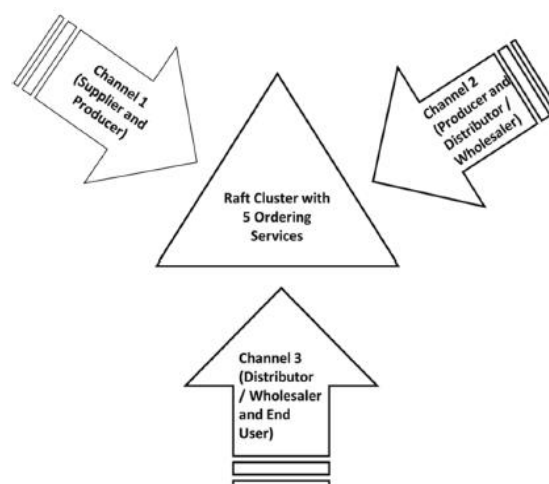 Channel 1
(Supplier and
Producer)
Channel 2
(Producer and
Distributor /
Wholesaler)
Raft Cluster with
5 Ordering
Services
Channel 3
(Distributor
/ Wholesaler
and End
User)